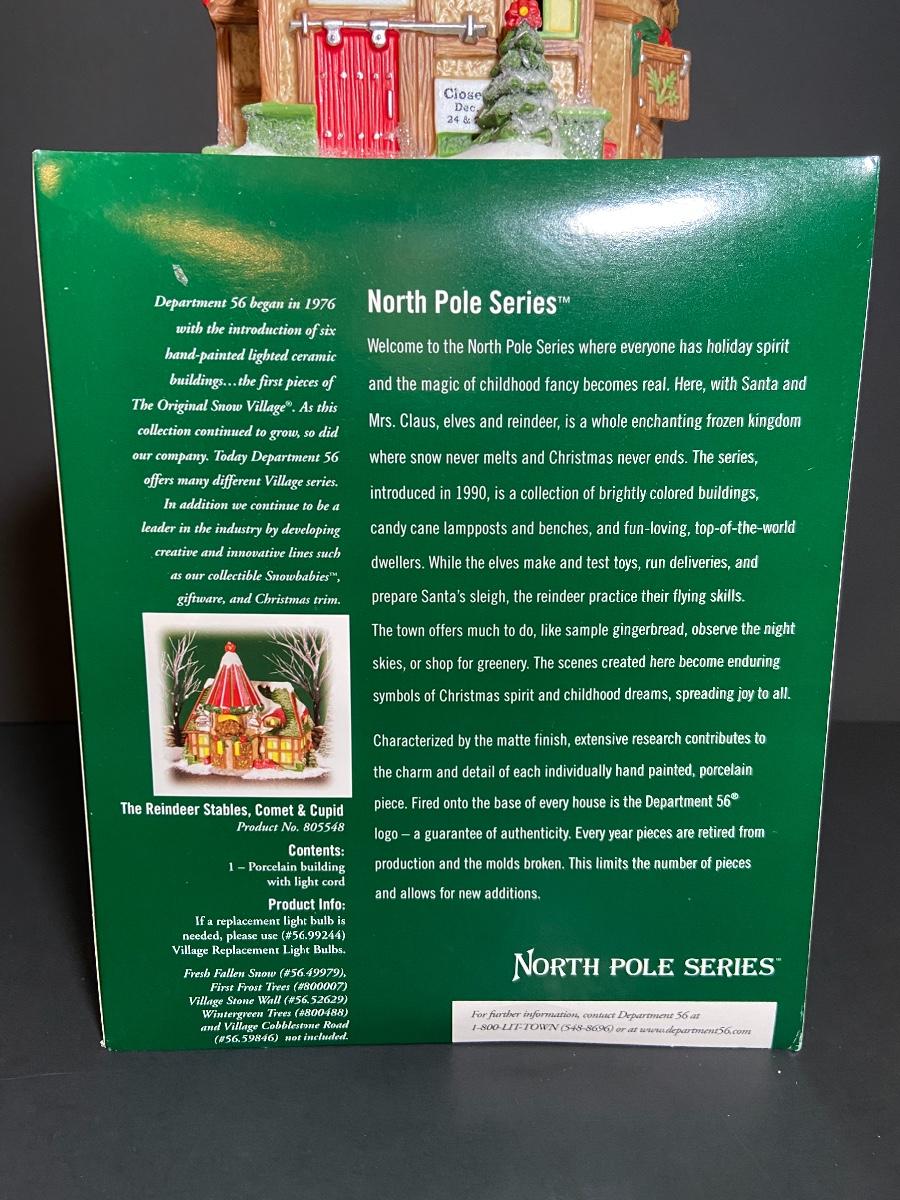 Close
Dec.
24 &
Department 56 began in 1976
with the introduction of six
hand-painted lighted ceramic
buildings…the first pieces of
The Original Snow Village®. As this
collection continued to grow, so did
our company. Today Department 56
offers many different Village series.
In addition we continue to be a
leader in the industry by developing
creative and innovative lines such
as our collectible Snowbabies™,
giftware, and Christmas trim.
The Reindeer Stables, Comet & Cupid
Product No. 805548
Contents:
1 – Porcelain building
with light cord
Product Info:
If a replacement light bulb is
needed, please use (#56.99244)
Village Replacement Light Bulbs.
Fresh Fallen Snow (#56.49979),
First Frost Trees (#800007)
Village Stone Wall (#56.52629)
Wintergreen Trees (#800488)
and Village Cobblestone Road
(#56.59846) not included.
North Pole Series™
Welcome to the North Pole Series where everyone has holiday spirit
and the magic of childhood fancy becomes real. Here, with Santa and
Mrs. Claus, elves and reindeer, is a whole enchanting frozen kingdom
where snow never melts and Christmas never ends. The series,
introduced in 1990, is a collection of brightly colored buildings,
candy cane lampposts and benches, and fun-loving, top-of-the-world
dwellers. While the elves make and test toys, run deliveries, and
prepare Santa's sleigh, the reindeer practice their flying skills.
The town offers much to do, like sample gingerbread, observe the night
skies, or shop for greenery. The scenes created here become enduring
symbols of Christmas spirit and childhood dreams, spreading joy to all.
Characterized by the matte finish, extensive research contributes to
the charm and detail of each individually hand painted, porcelain
piece. Fired onto the base of every house is the Department 56®
logo – a guarantee of authenticity. Every year pieces are retired from
production and the molds broken. This limits the number of pieces
and allows for new additions.
NORTH POLE SERIES™
For further information, contact Department 56 at
1-800-LIT-TOWN (548-8696) or at www.department56.com